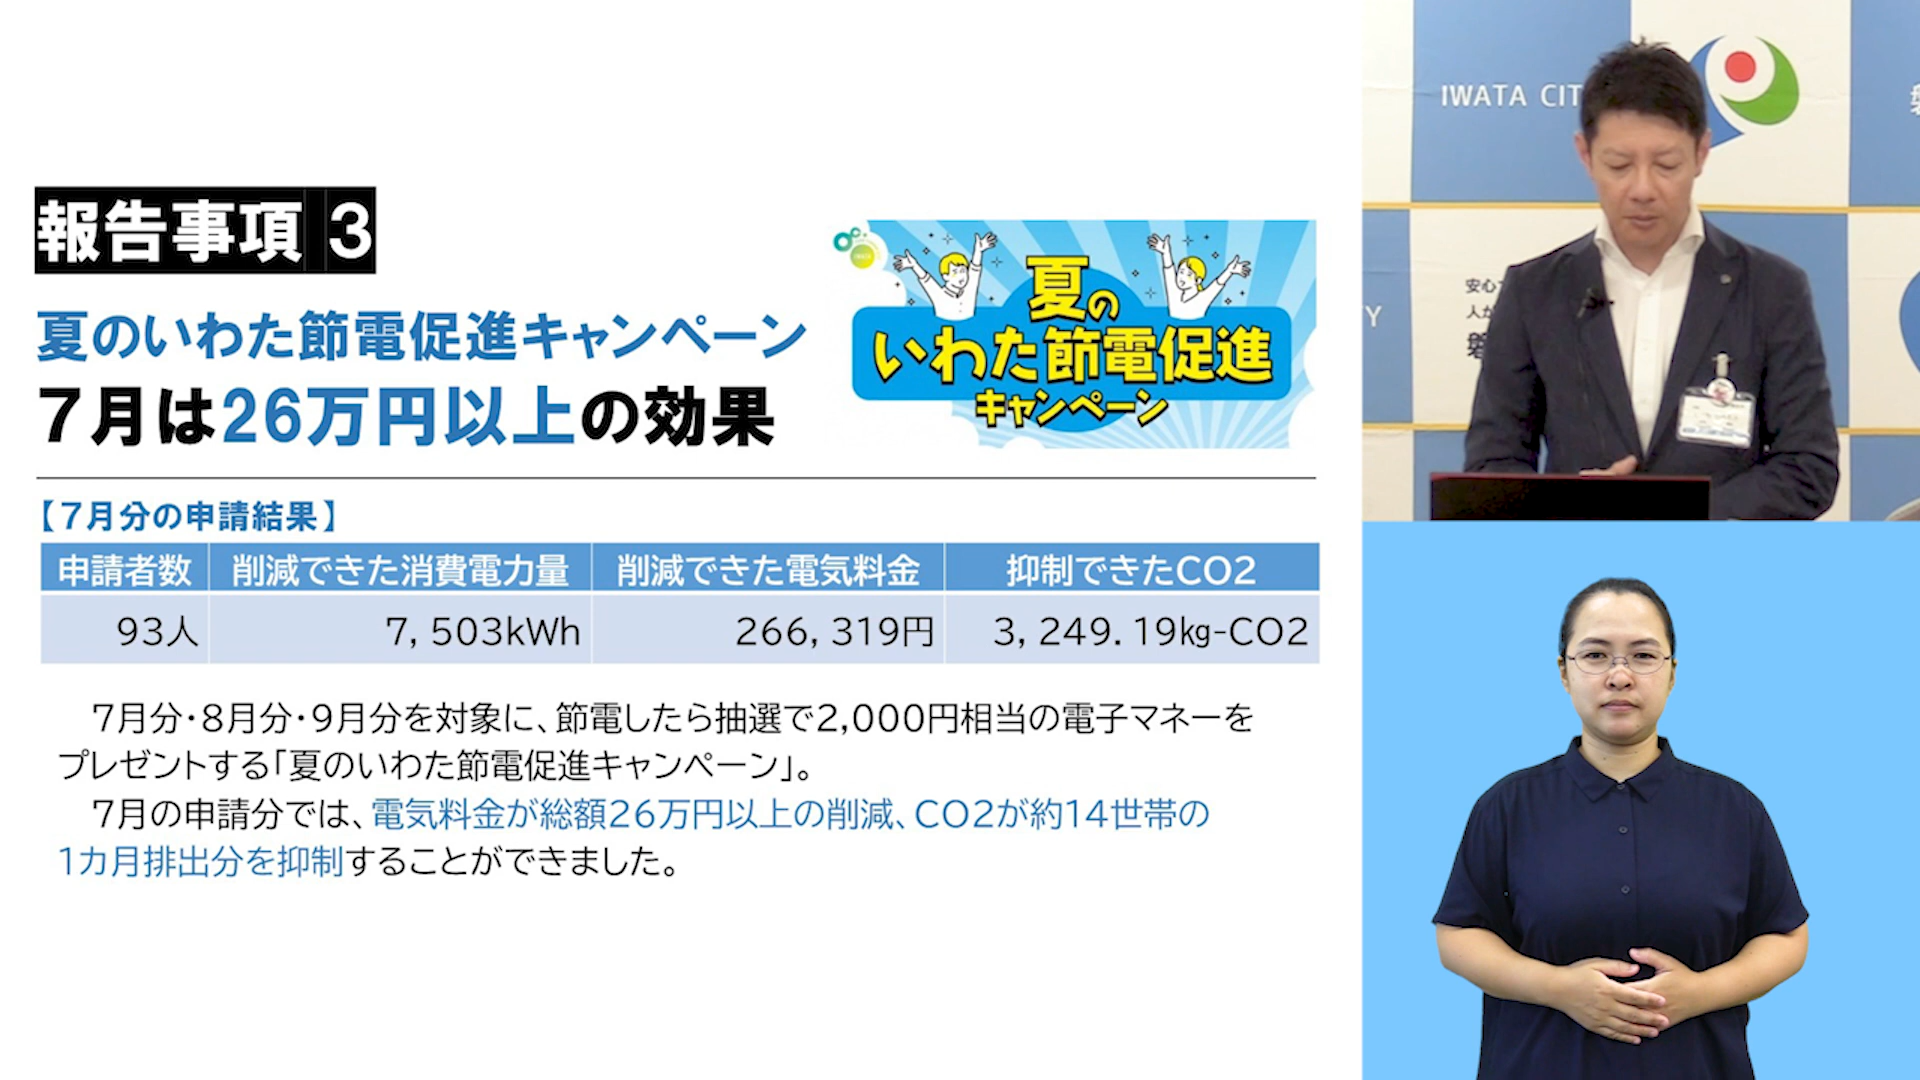 報告事項 3
夏のいわた節電促進キャンペーン
7月は26万円以上の効果
夏の
いわた節電促進
キャンペーン
【7月分の申請結果】
申請者数 削減できた消費電力量 削減できた電気料金 抑制できたCO2
93人 7,503kWh 266,319円 3,249.19㎏-CO2
7月分・8月分・9月分を対象に、節電したら抽選で2,000円相当の電子マネーを
プレゼントする「夏のいわた節電促進キャンペーン」。
7月の申請分では、電気料金が総額26万円以上の削減、CO2が約14世帯の
1カ月排出分を抑制することができました。
IWATA CIT
安心
人が
磐
Y